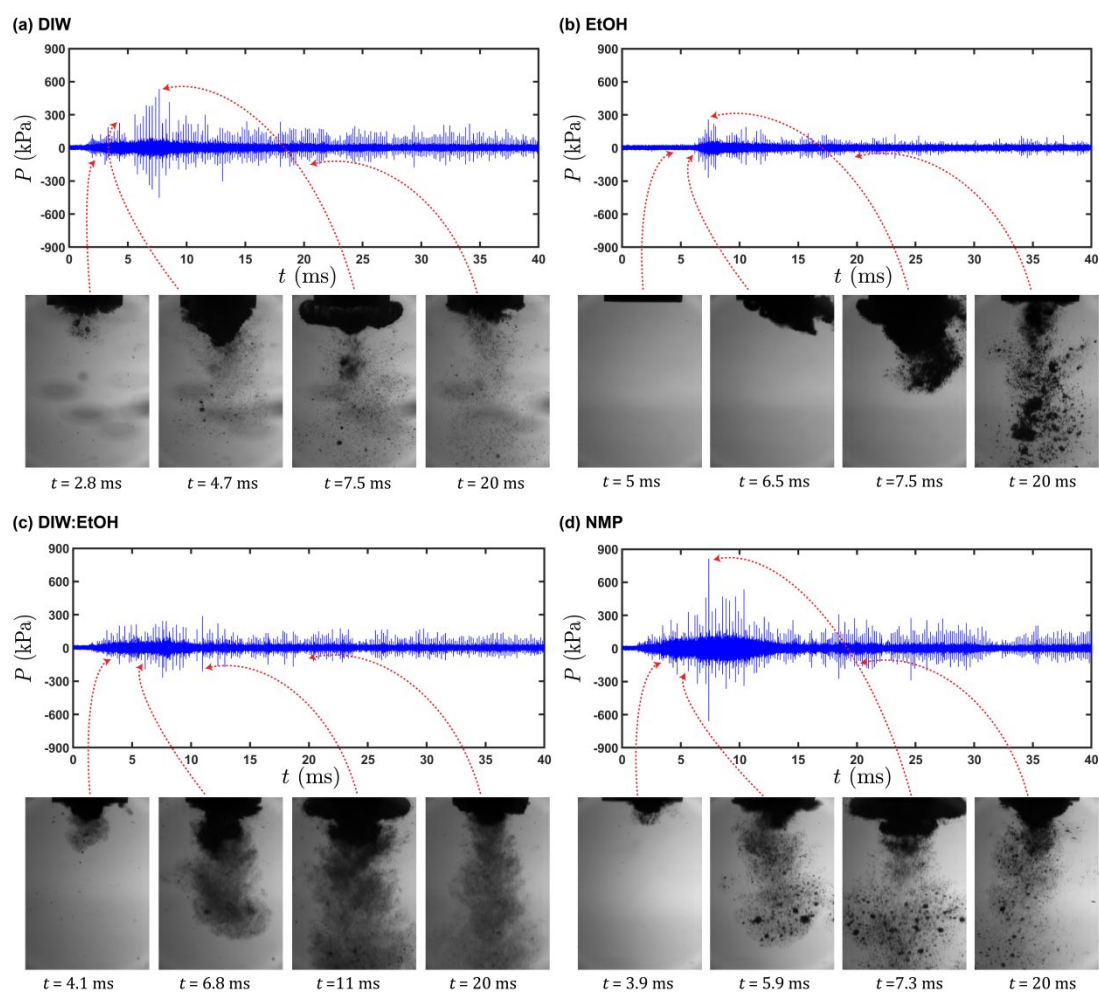 (a) DIW
(b) EtOH
900
600
300
0
-300
-600
-900
P (kPa)
0 5 10 15 20 25 30 35 40
t (ms)
900
600
300
0
-300
-600
-900
P (kPa)
0 5 10 15 20 25 30 35 40
t (ms)
t = 2.8 ms
t = 4.7 ms
t =7.5 ms
t = 20 ms
t = 5 ms
t = 6.5 ms
t =7.5 ms
t = 20 ms
(c) DIW:EtOH
(d) NMP
900
600
300
0
-300
-600
-900
P (kPa)
0 5 10 15 20 25 30 35 40
t (ms)
900
600
300
0
-300
-600
-900
P (kPa)
0 5 10 15 20 25 30 35 40
t (ms)
t = 4.1 ms
t = 6.8 ms
t =11 ms
t = 20 ms
t = 3.9 ms
t = 5.9 ms
t = 7.3 ms
t = 20 ms